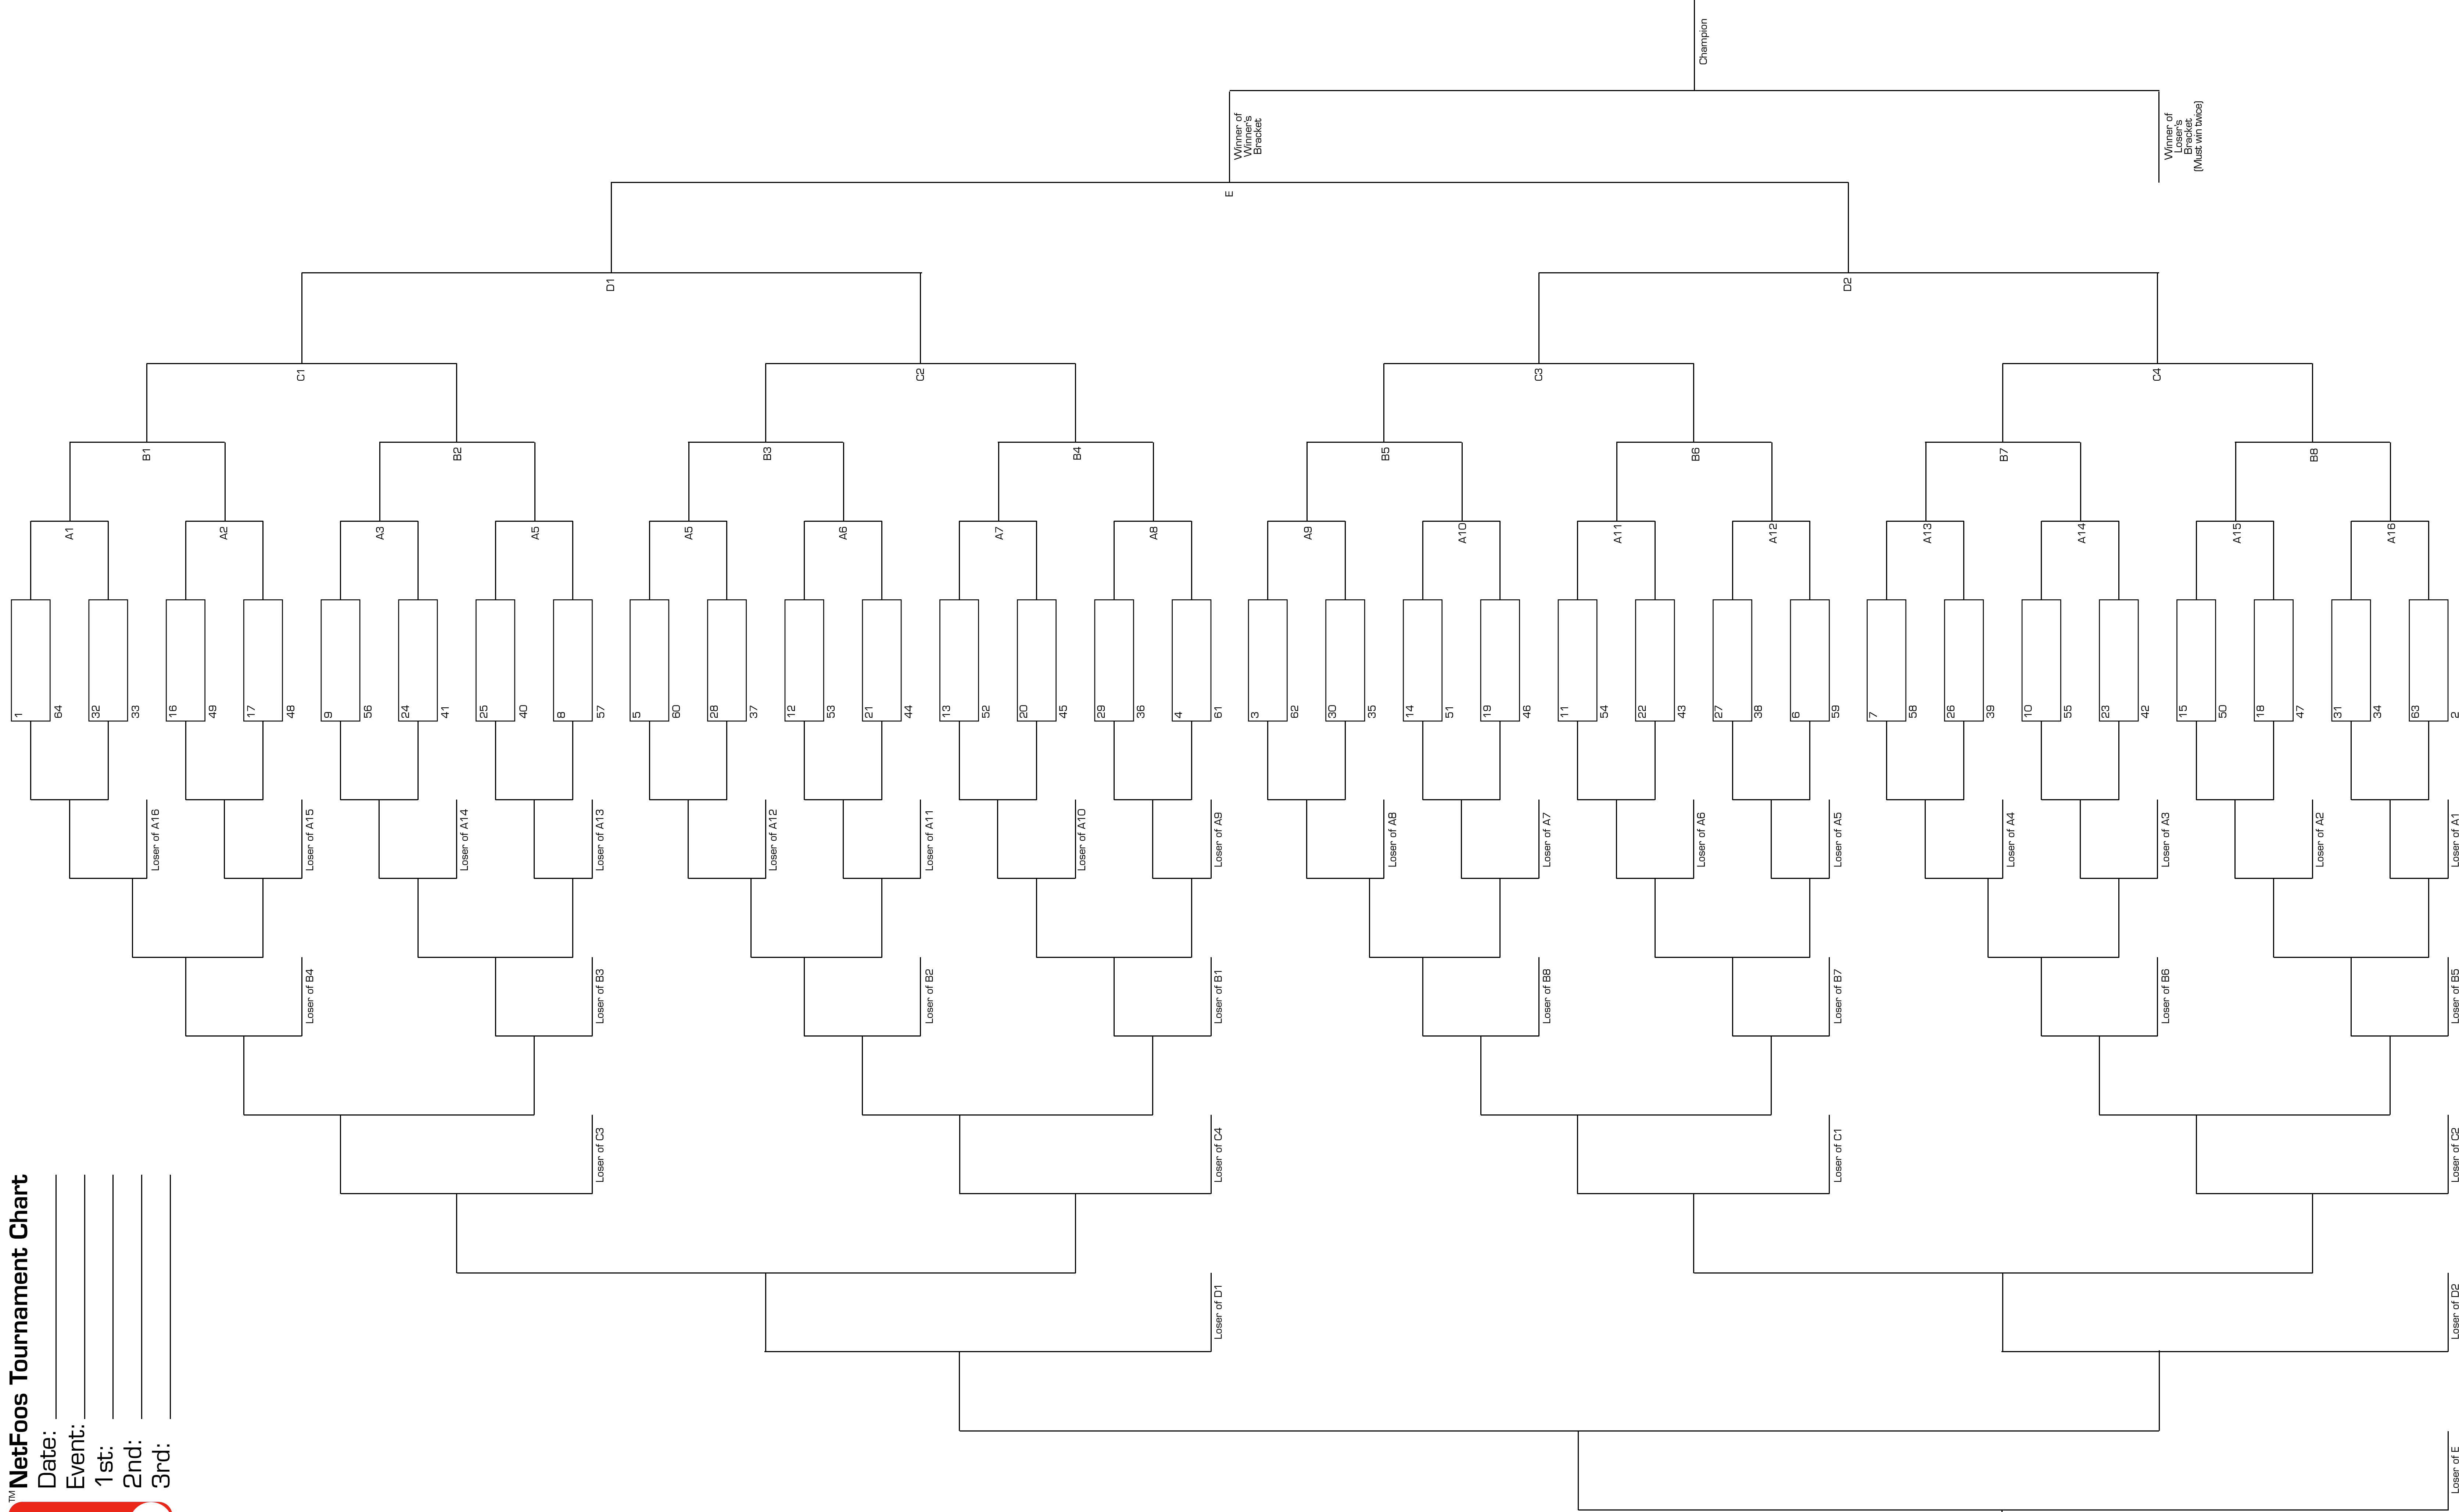 Champion
Winner of
Winner's
Bracket
Winner of
Loser's
Bracket
(Must win twice)
E
D1
D2
C1
C2
C3
C4
B1
B2
B3
B4
B5
B6
B7
B8
A1
A2
A3
A5
A5
A6
A7
A8
A9
A10
A11
A12
A13
A14
A15
A16
1
64
32
33
16
49
17
48
9
56
24
41
25
40
8
57
5
60
28
37
12
53
21
44
13
52
20
45
29
36
4
61
3
62
30
35
14
51
19
46
11
54
22
43
27
38
6
59
7
58
26
39
10
55
23
42
15
50
18
47
31
34
63
2
Loser of A16
Loser of A15
Loser of A14
Loser of A13
Loser of A12
Loser of A11
Loser of A10
Loser of A9
Loser of A8
Loser of A7
Loser of A6
Loser of A5
Loser of A4
Loser of A3
Loser of A2
Loser of A1
Loser of B4
Loser of B3
Loser of B2
Loser of B1
Loser of B8
Loser of B7
Loser of B6
Loser of B5
Loser of C3
Loser of C4
Loser of C1
Loser of C2
Loser of D1
Loser of D2
Loser of E
TM
NetFoos Tournament Chart
Date:
Event:
1st:
2nd:
3rd: